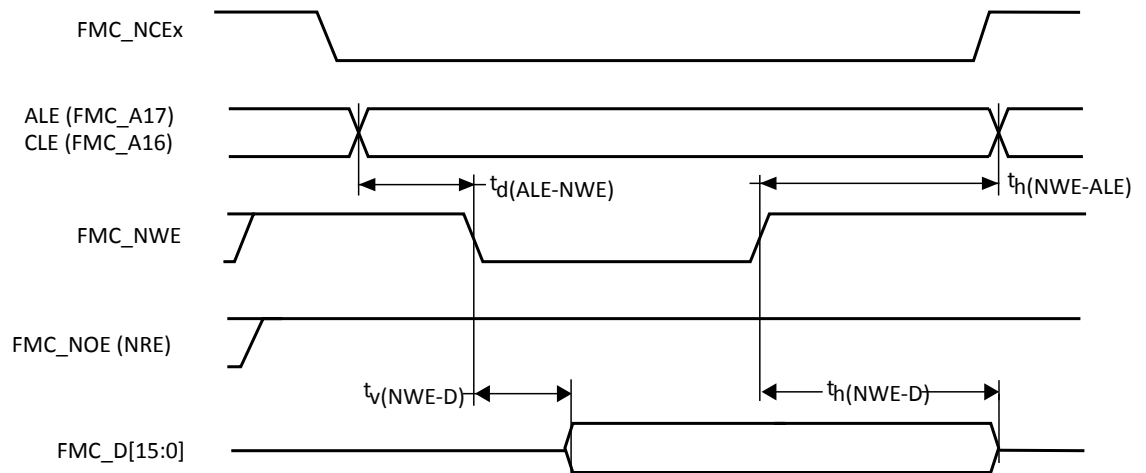 FMC_NCEx
ALE (FMC_A17)
CLE (FMC_A16)
td(ALE-NWE)
th(NWE-ALE)
FMC_NWE
FMC_NOE (NRE)
tv(NWE-D)
th(NWE-D)
FMC_D[15:0]